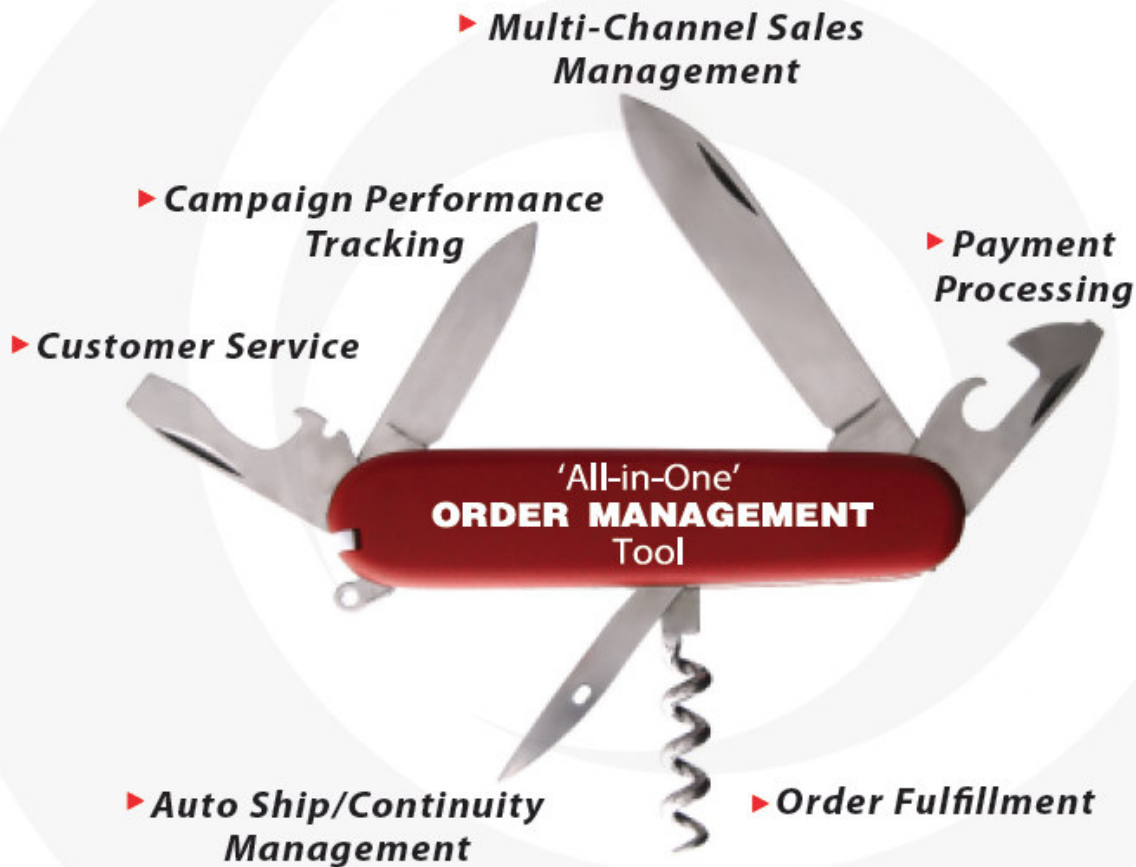 Multi-Channel Sales
Management
Campaign Performance
Tracking
Payment
Processing
Customer Service
'All-in-One'
ORDER MANAGEMENT
Tool
Auto Ship/Continuity
Management
Order Fulfillment